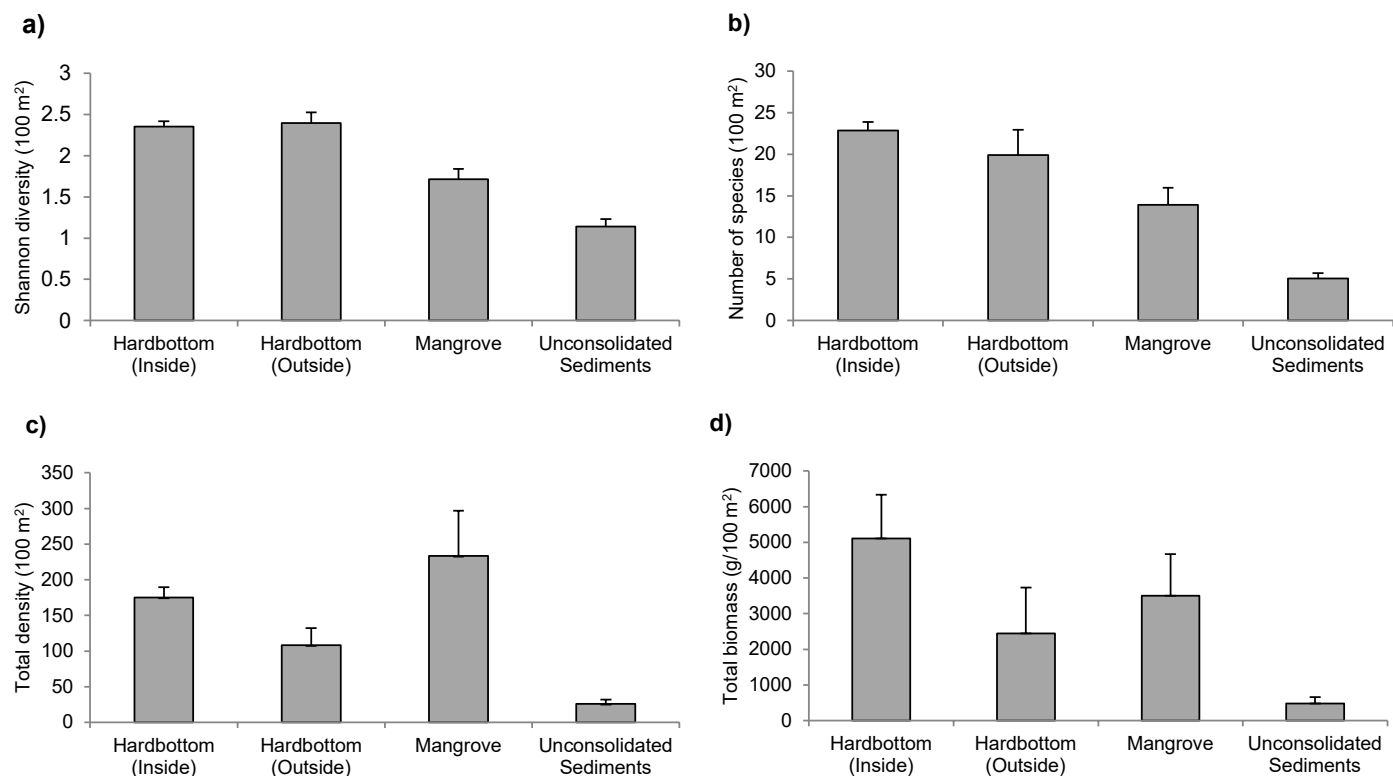 a)
Shannon diversity (100 m²)
3
2.5
2
1.5
1
0.5
0
Hardbottom
(Inside)
Hardbottom
(Outside)
Mangrove
Unconsolidated
Sediments
b)
Number of species (100 m²)
30
25
20
15
10
5
0
Hardbottom
(Inside)
Hardbottom
(Outside)
Mangrove
Unconsolidated
Sediments
c)
Total density (100 m²)
350
300
250
200
150
100
50
0
Hardbottom
(Inside)
Hardbottom
(Outside)
Mangrove
Unconsolidated
Sediments
d)
Total biomass (g/100 m²)
7000
6000
5000
4000
3000
2000
1000
0
Hardbottom
(Inside)
Hardbottom
(Outside)
Mangrove
Unconsolidated
Sediments